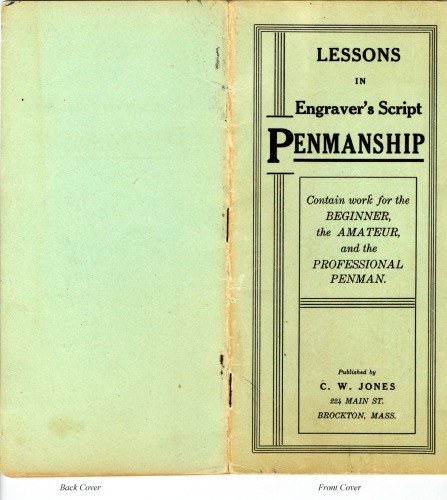 LESSONS
IN
Engraver's Script
PENMANSHIP
Contain work for the
BEGINNER,
the AMATEUR,
and the
PROFESSIONAL
PENMAN.
Published by
C. W. JONES
224 MAIN ST.
BROCKTON, MASS.
Back Cover
Front Cover